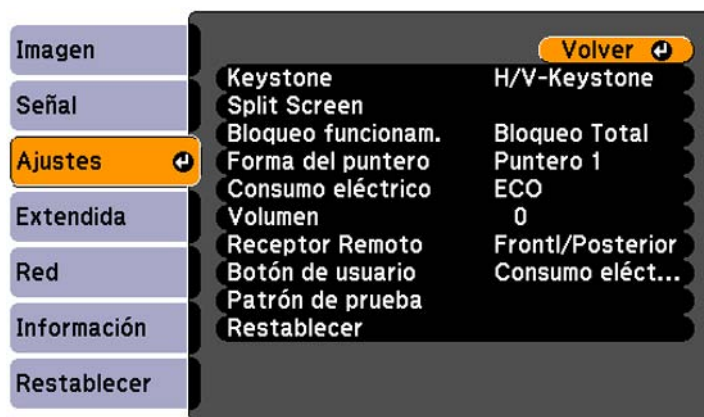 Imagen
Señal
Ajustes
Extendida
Red
Información
Restablecer
Volver
Keystone H/V-Keystone
Split Screen
Bloqueo funcionam. Bloqueo Total
Forma del puntero Puntero 1
Consumo eléctrico ECO
Volumen 0
Receptor Remoto Frontl/Posterior
Botón de usuario Consumo eléct...
Patrón de prueba
Restablecer